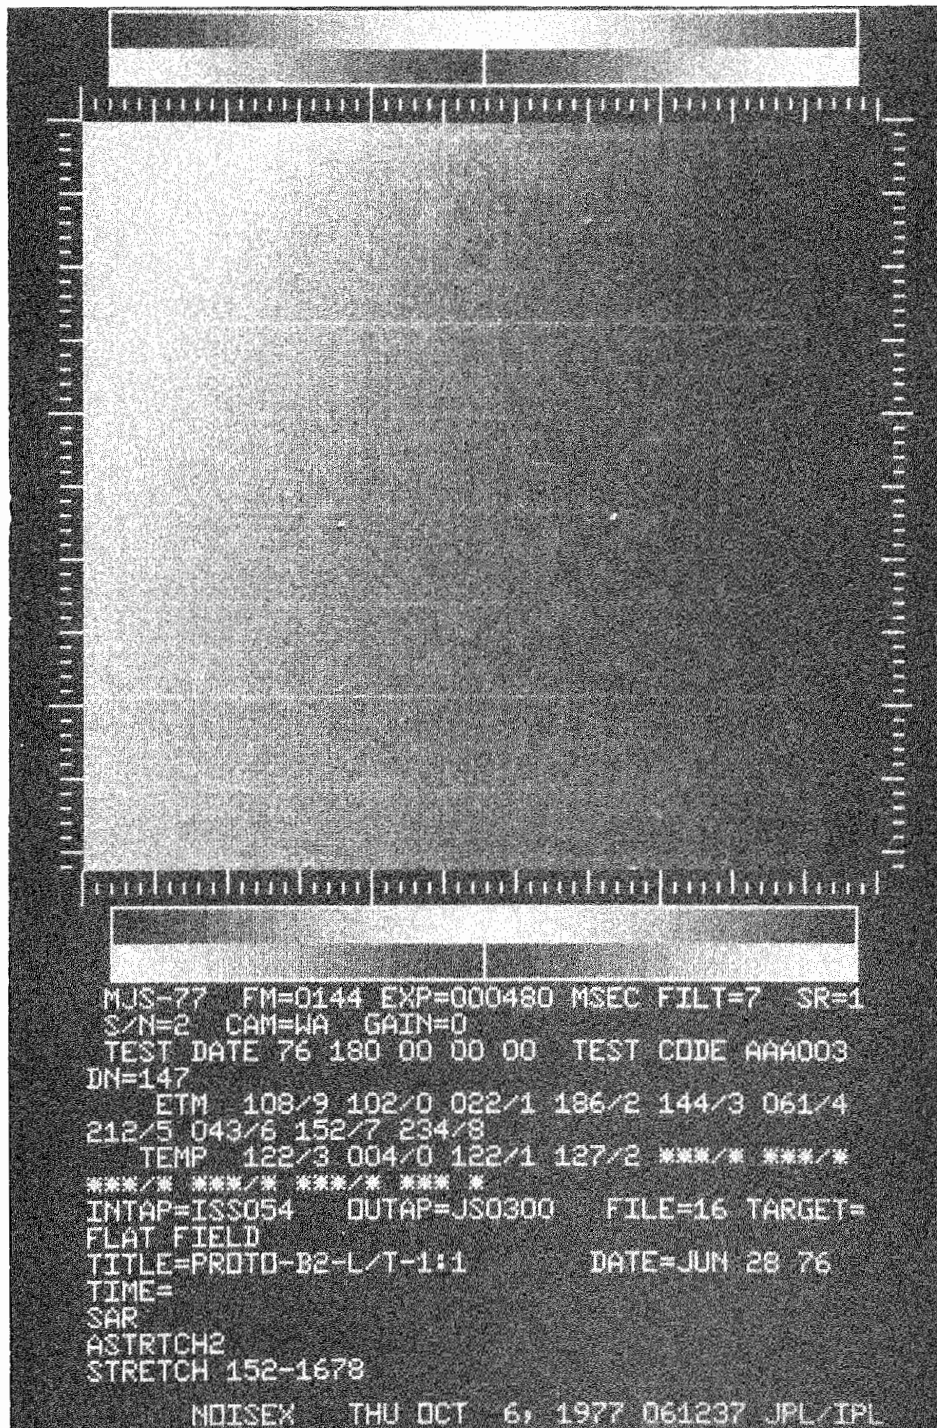 MJS-77 FM=0144 EXP=000480 MSEC FILT=7 SR=1
S/N=2 CAM=WA GAIN=0
TEST DATE 76 180 00 00 00 TEST CODE AAA003
DN=147
ETM 108/9 102/0 022/1 186/2 144/3 061/4
212/5 043/6 152/7 234/8
TEMP 122/3 004/0 122/1 127/2 ***/* ***/*
***/* ***/* ***/* *** *
INTAP=ISS054 OUTAP=JS0300 FILE=16 TARGET=
FLAT FIELD
TITLE=PROTO-B2-L/T-1:1 DATE=JUN 28 76
TIME=
SAR
ASTRTCH2
STRETCH 152-1678
NOISEX THU OCT 6, 1977 061237 JPL/IPL